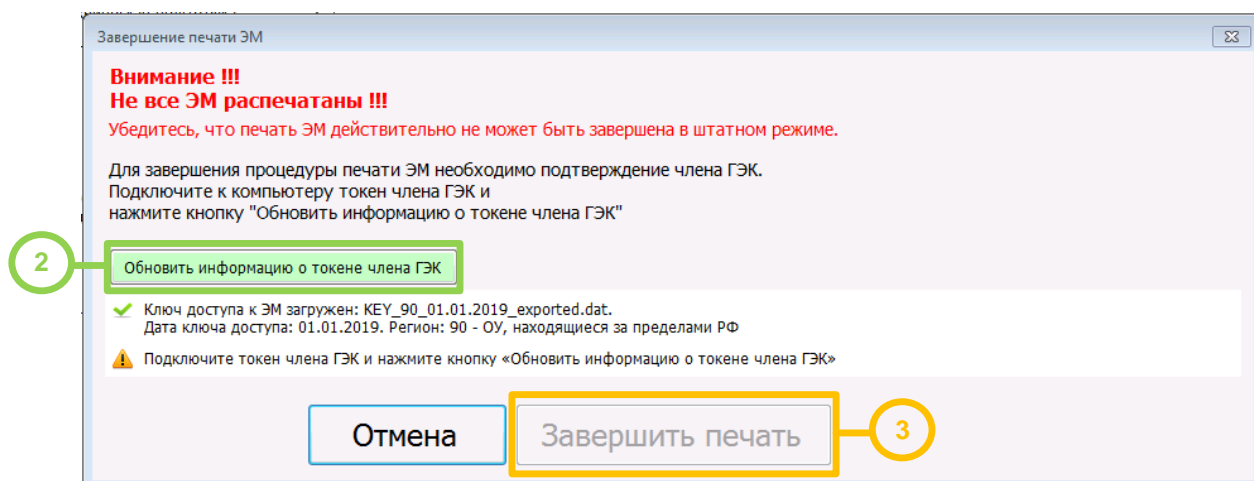 Завершение печати ЭМ
Внимание !!!
Не все ЭМ распечатаны !!!
Убедитесь, что печать ЭМ действительно не может быть завершена в штатном режиме.
Для завершения процедуры печати ЭМ необходимо подтверждение члена ГЭК.
Подключите к компьютеру токен члена ГЭК и
нажмите кнопку "Обновить информацию о токене члена ГЭК"
2
Обновить информацию о токене члена ГЭК
Ключ доступа к ЭМ загружен: KEY_90_01.01.2019_exported.dat.
Дата ключа доступа: 01.01.2019. Регион: 90 - ОУ, находящиеся за пределами РФ
Подключите токен члена ГЭК и нажмите кнопку «Обновить информацию о токене члена ГЭК»
Отмена
Завершить печать
3